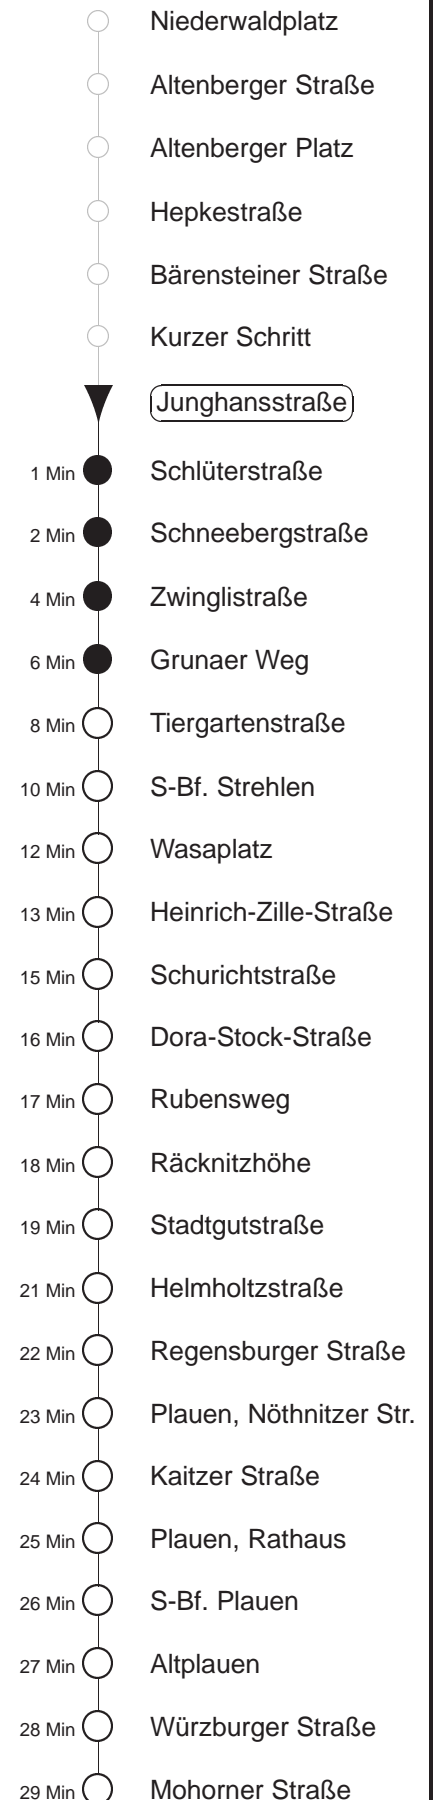 Niederwaldplatz
Altenberger Straße
Altenberger Platz
Hepkestraße
Bärensteiner Straße
Kurzer Schritt
Junghansstraße
1 Min Schlüterstraße
2 Min Schneebergstraße
4 Min Zwinglistraße
6 Min Grunaer Weg
8 Min Tiergartenstraße
10 Min S-Bf. Strehlen
12 Min Wasaplatz
13 Min Heinrich-Zille-Straße
15 Min Schurichtstraße
16 Min Dora-Stock-Straße
17 Min Rubensweg
18 Min Räcknitzhöhe
19 Min Stadtgutstraße
21 Min Helmholtzstraße
22 Min Regensburger Straße
23 Min Plauen, Nöthnitzer Str.
24 Min Kaitzer Straße
25 Min Plauen, Rathaus
26 Min S-Bf. Plauen
27 Min Altplauen
28 Min Würzburger Straße
29 Min Mohorner Straße